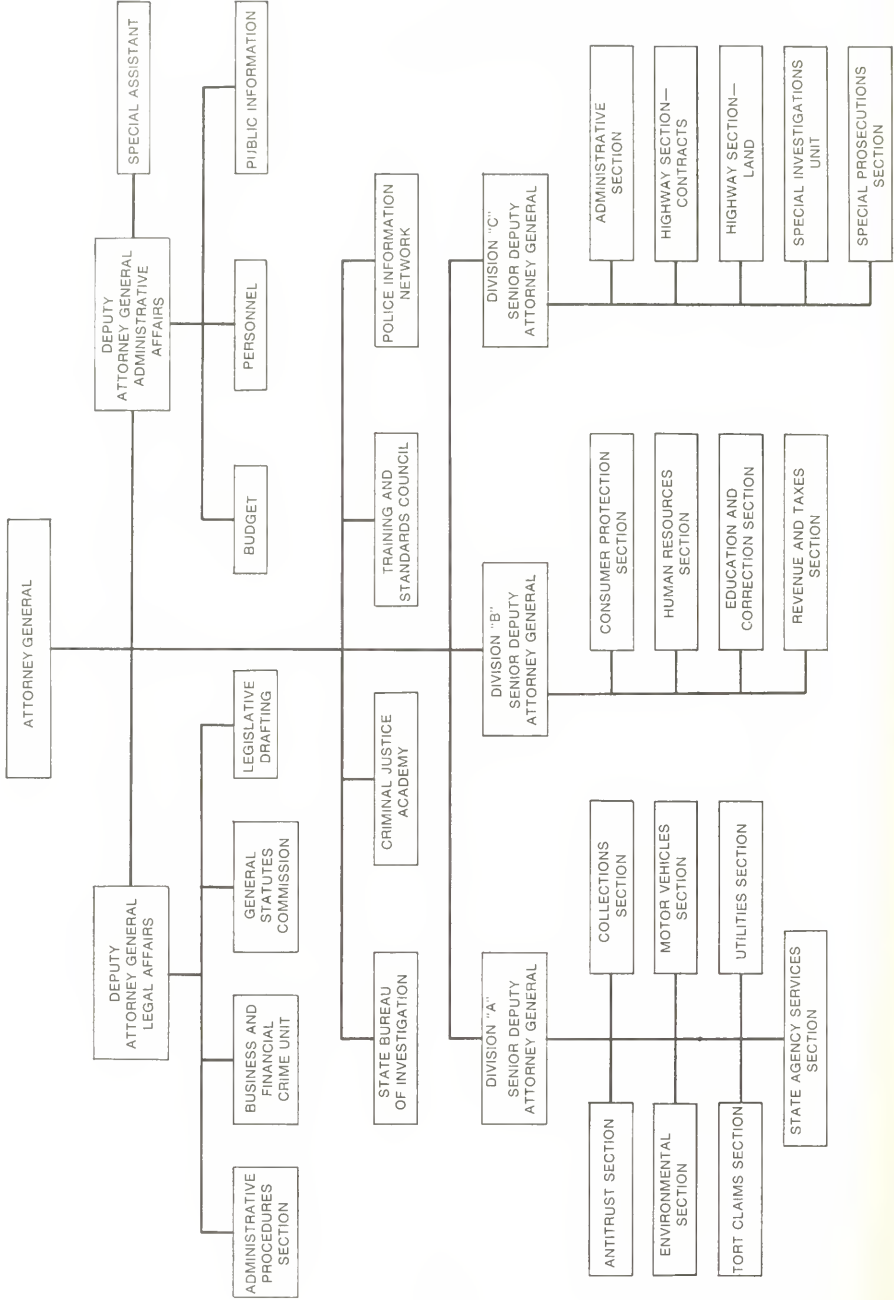 ATTORNEY GENERAL
DEPUTY
ATTORNEY GENERAL
LEGAL AFFAIRS
DEPUTY
ATTORNEY GENERAL
ADMINISTRATIVE
AFFAIRS
SPECIAL ASSISTANT
ADMINISTRATIVE
PROCEDURES
SECTION
BUSINESS AND
FINANCIAL
CRIME UNIT
GENERAL
STATUTES
COMMISSION
LEGISLATIVE
DRAFTING
BUDGET
PERSONNEL
PUBLIC INFORMATION
STATE BUREAU
OF INVESTIGATION
CRIMINAL JUSTICE
ACADEMY
TRAINING AND
STANDARDS COUNCIL
POLICE INFORMATION
NETWORK
DIVISION "A"
SENIOR DEPUTY
ATTORNEY GENERAL
DIVISION "B"
SENIOR DEPUTY
ATTORNEY GENERAL
DIVISION "C"
SENIOR DEPUTY
ATTORNEY GENERAL
ANTITRUST SECTION
COLLECTIONS
SECTION
ENVIRONMENTAL
SECTION
MOTOR VEHICLES
SECTION
TORT CLAIMS SECTION
UTILITIES SECTION
STATE AGENCY SERVICES
SECTION
CONSUMER PROTECTION
SECTION
HUMAN RESOURCES
SECTION
EDUCATION AND
CORRECTION SECTION
REVENUE AND TAXES
SECTION
ADMINISTRATIVE
SECTION
HIGHWAY SECTION—
CONTRACTS
HIGHWAY SECTION—
LAND
SPECIAL INVESTIGATIONS
UNIT
SPECIAL PROSECUTIONS
SECTION